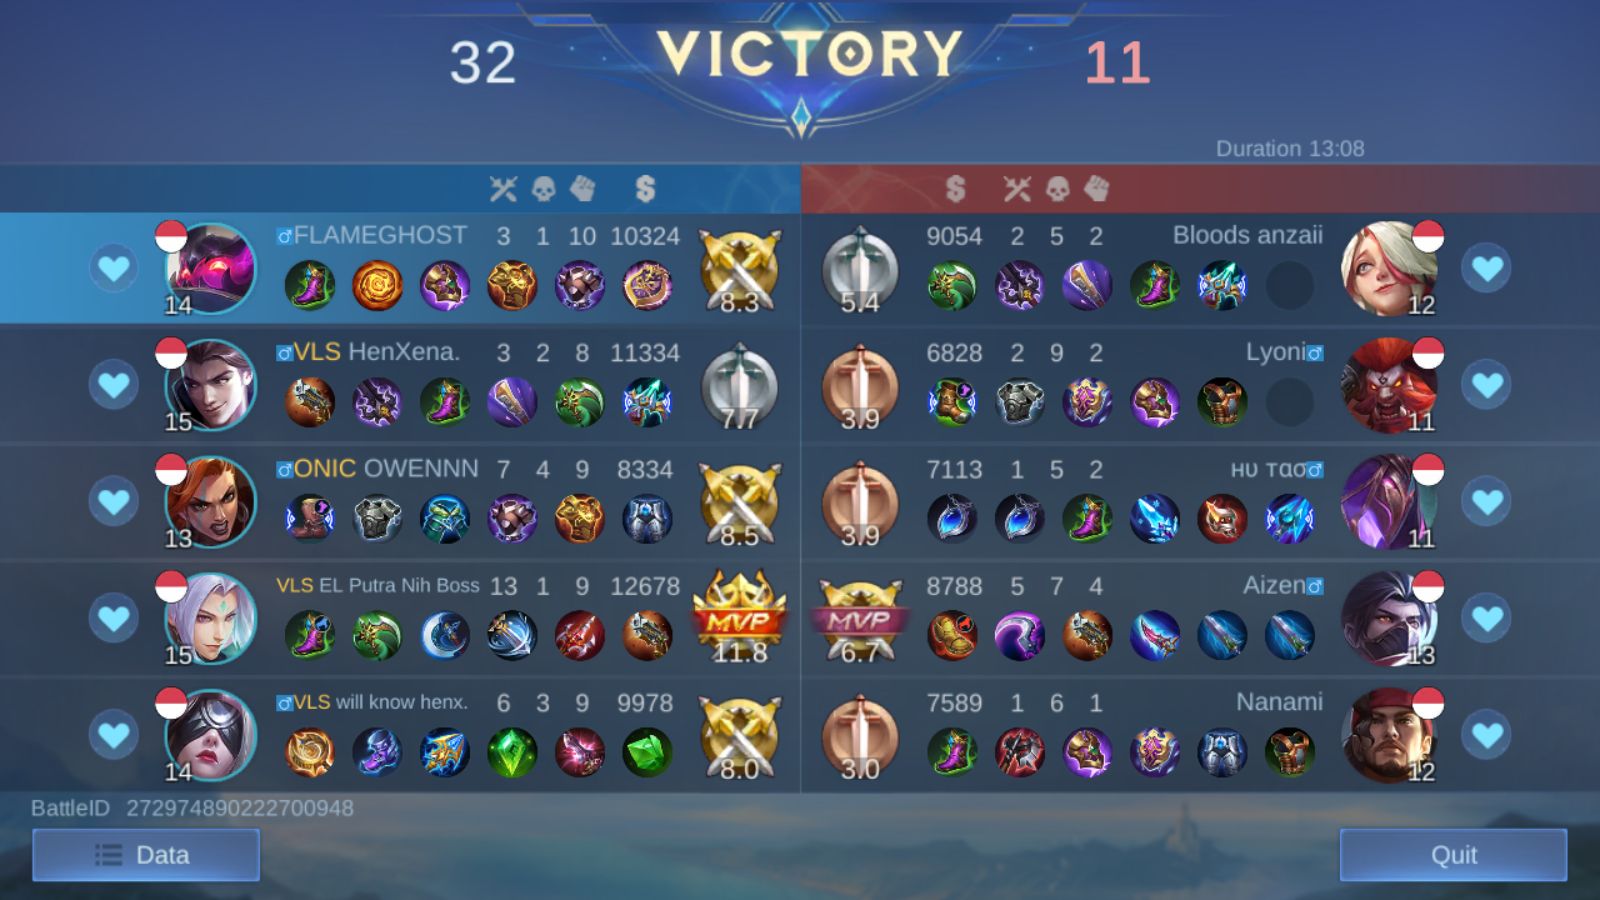 32 VICTORY 11
Duration 13:08
FLAMEGHOST 3 1 10 10324
14 8.3
9054 2 5 2 Bloods anzaii
5.4 12
VLS HenXena. 3 2 8 11334
15 7.7
6828 2 9 2 Lyoni
3.9 11
ONIC OWENNN 7 4 9 8334
13 8.5
7113 1 5 2 ʜυ τασ
3.9 11
VLS EL Putra Nih Boss 13 1 9 12678
15 MVP 11.8
8788 5 7 4 Aizen
MVP 6.7 13
VLS will know henx. 6 3 9 9978
14 8.0
7589 1 6 1 Nanami
3.0 12
BattleID 272974890222700948
Data
Quit